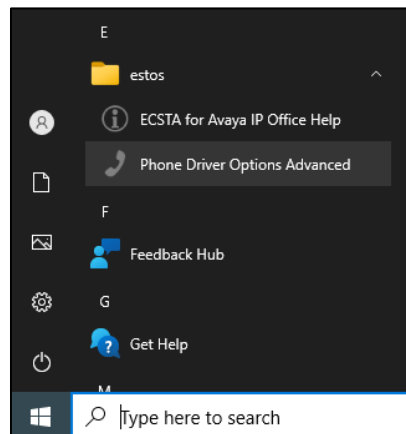 E
estos
ECSTA for Avaya IP Office Help
Phone Driver Options Advanced
F
Feedback Hub
G
Get Help
M
Type here to search